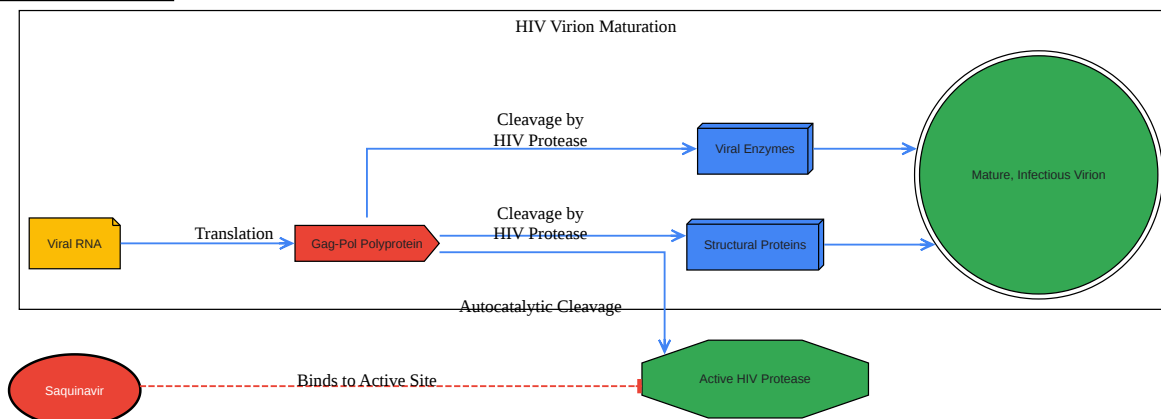 HIV Virion Maturation
Cleavage by
HIV Protease
Viral Enzymes
Mature, Infectious Virion
Cleavage by
HIV Protease
Viral RNA
Translation
Gag-Pol Polyprotein
Structural Proteins
Autocatalytic Cleavage
Saquinavir
Binds to Active Site
Active HIV Protease